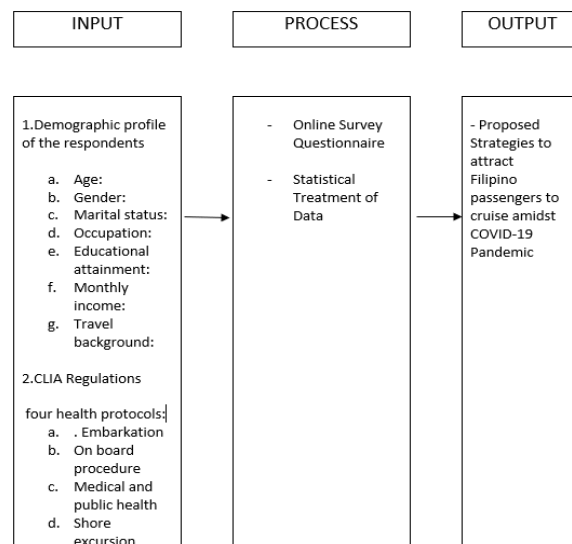 INPUT
PROCESS
OUTPUT
1.Demographic profile
of the respondents
a. Age:
b. Gender:
c. Marital status:
d. Occupation:
e. Educational
attainment:
f. Monthly
income:
g. Travel
background:
2.CLIA Regulations
four health protocols:
a. . Embarkation
b. On board
procedure
c. Medical and
public health
d. Shore
excursion
- Online Survey
Questionnaire
- Statistical
Treatment of
Data
- Proposed
Strategies to
attract
Filipino
passengers to
cruise amidst
COVID-19
Pandemic